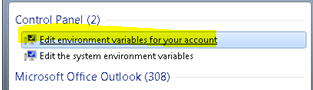 Control Panel (2)
Edit environment variables for your account
Edit the system environment variables
Microsoft Office Outlook (308)